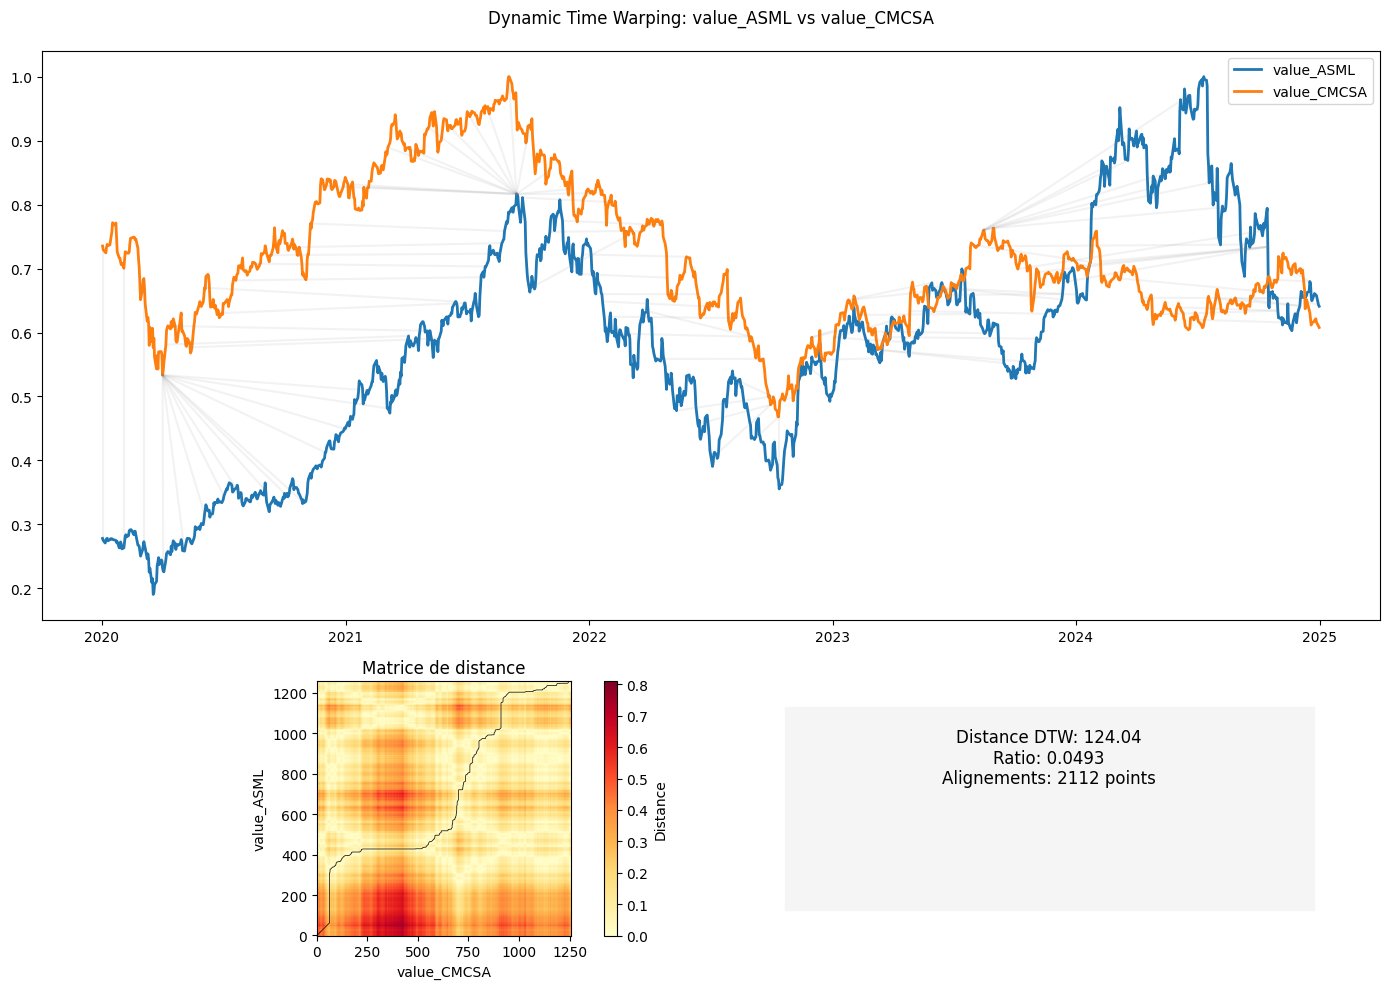 Dynamic Time Warping: value_ASML vs value_CMCSA
value_ASML
value_CMCSA
1.0
0.9
0.8
0.7
0.6
0.5
0.4
0.3
0.2
2020 2021 2022 2023 2024 2025
Matrice de distance
1200
1000
800
600
400
200
0
value_ASML
0 250 500 750 1000 1250
value_CMCSA
0.8
0.7
0.6
0.5
0.4
0.3
0.2
0.1
0.0
Distance
Distance DTW: 124.04
Ratio: 0.0493
Alignements: 2112 points